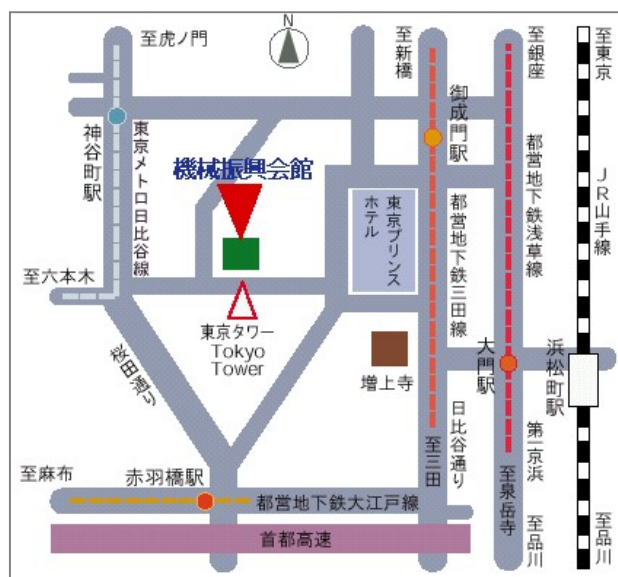 至虎ノ門
N
至新橋
至銀座
至東京
御成門駅
神谷町駅
東京メトロ日比谷線
機械振興会館
東京プリンス
ホテル
都営地下鉄三田線
都営地下鉄浅草線
JR山手線
至六本木
東京タワー
Tokyo
Tower
桜田通り
増上寺
大門駅
浜松町駅
日比谷通り
至三田
第一京浜
至泉岳寺
至品川
至品川
至麻布
赤羽橋駅
都営地下鉄大江戸線
首都高速